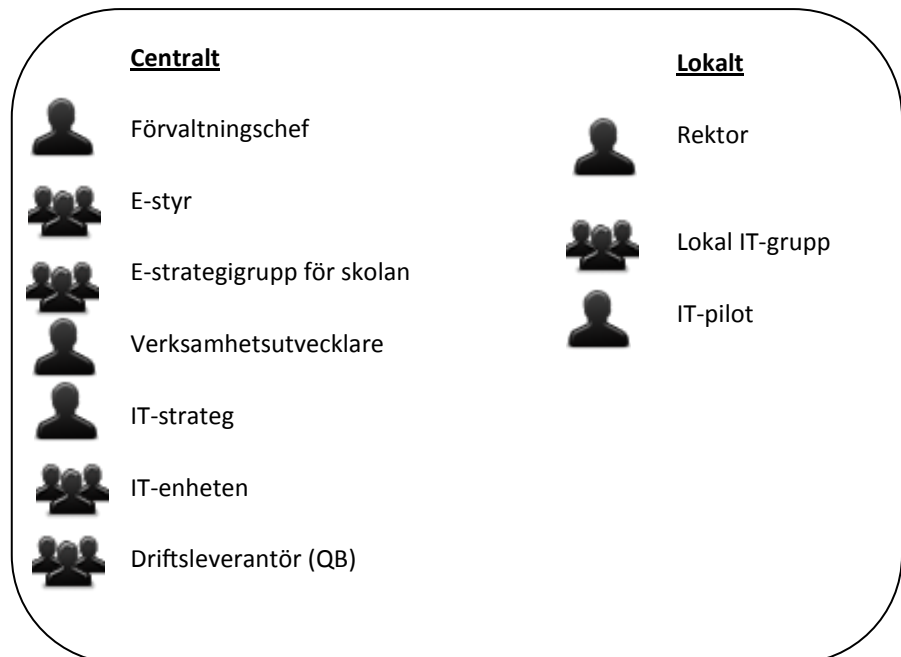 Centralt
Förvaltningschef
E-styr
E-strategigrupp för skolan
Verksamhetsutvecklare
IT-strateg
IT-enheten
Driftsleverantör (QB)
Lokalt
Rektor
Lokal IT-grupp
IT-pilot